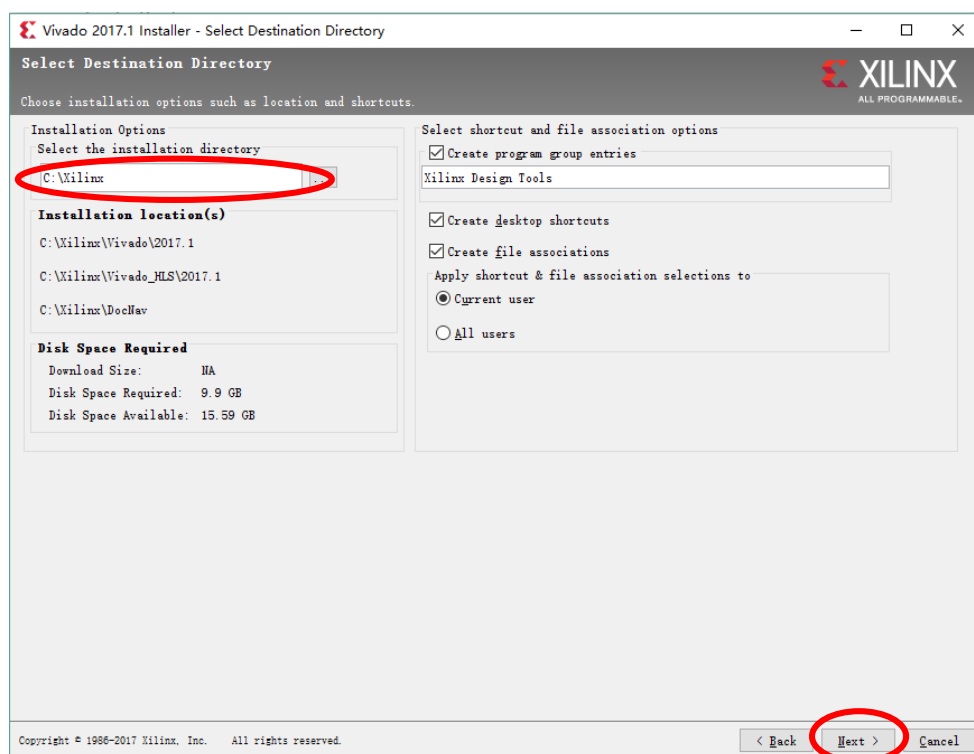 Vivado 2017.1 Installer - Select Destination Directory
Select Destination Directory
XILINX
ALL PROGRAMMABLE™
Choose installation options such as location and shortcuts.
Installation Options
Select the installation directory
C:\Xilinx
Installation location(s)
C:\Xilinx\Vivado\2017.1
C:\Xilinx\Vivado_HLS\2017.1
C:\Xilinx\DocNav
Disk Space Required
Download Size: NA
Disk Space Required: 9.9 GB
Disk Space Available: 15.59 GB
Select shortcut and file association options
Create program group entries
Xilinx Design Tools
Create desktop shortcuts
Create file associations
Apply shortcut & file association selections to
Current user
All users
Copyright © 1986-2017 Xilinx, Inc. All rights reserved.
< Back
Next >
Cancel